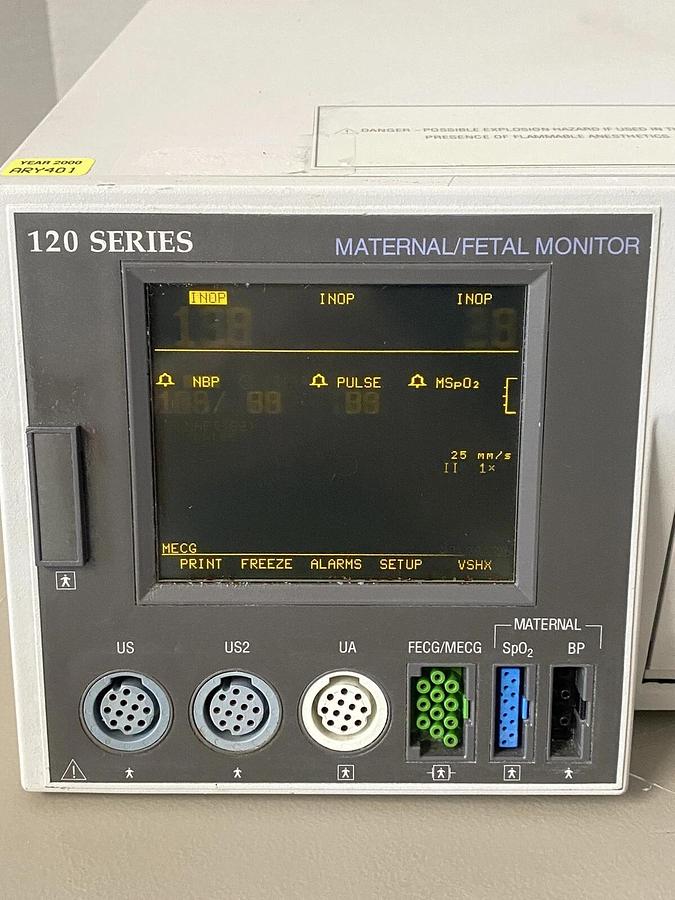 DANGER – POSSIBLE EXPLOSION HAZARD IF USED IN TH
PRESENCE OF FLAMMABLE ANESTHETICS
YEAR 2000
ARY401
120 SERIES MATERNAL/FETAL MONITOR
INOP INOP INOP
NBP PULSE MSpO₂
25 mm/s
II 1×
MECG
PRINT FREEZE ALARMS SETUP VSHX
MATERNAL
US US2 UA FECG/MECG SpO₂ BP